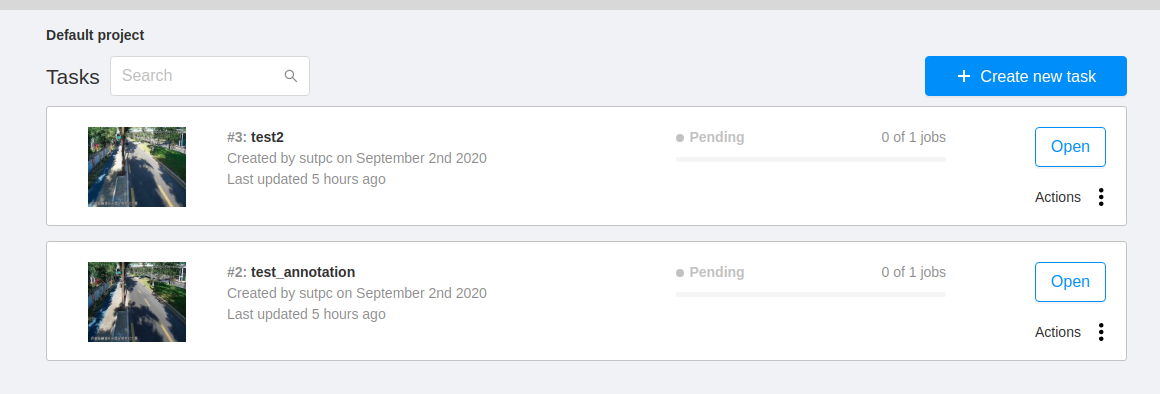 Default project
Tasks
Search
Create new task
#3: test2
Created by sutpc on September 2nd 2020
Last updated 5 hours ago
Pending
0 of 1 jobs
Open
Actions
#2: test_annotation
Created by sutpc on September 2nd 2020
Last updated 5 hours ago
Pending
0 of 1 jobs
Open
Actions